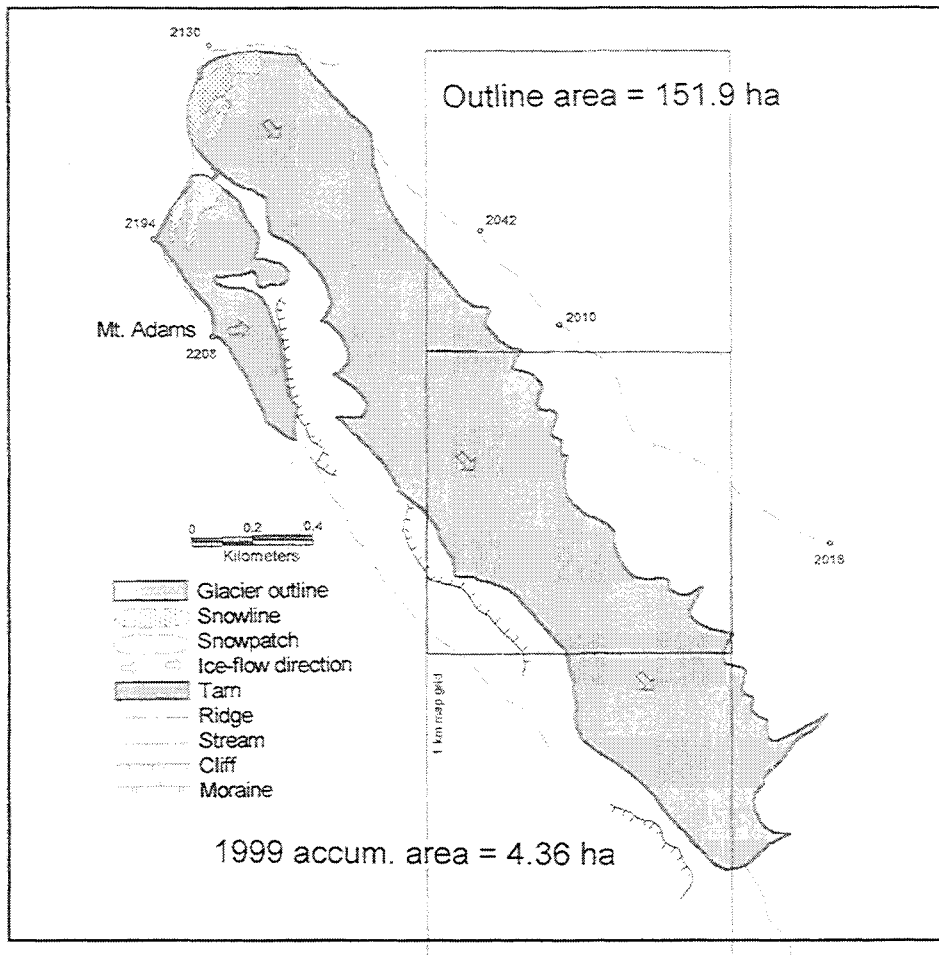 2130
Outline area = 151.9 ha
2194
2042
2010
Mt. Adams
2208
0 0.2 0.4
Kilometers
2018
Glacier outline
Snowline
Snowpatch
Ice-flow direction
Tarn
Ridge
Stream
Cliff
Moraine
1 km map grid
1999 accum. area = 4.36 ha